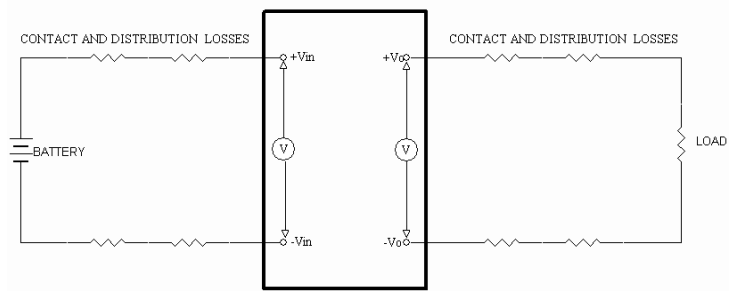 CONTACT AND DISTRIBUTION LOSSES
CONTACT AND DISTRIBUTION LOSSES
+Vin
+Vo
BATTERY
V
V
LOAD
-Vin
-Vo